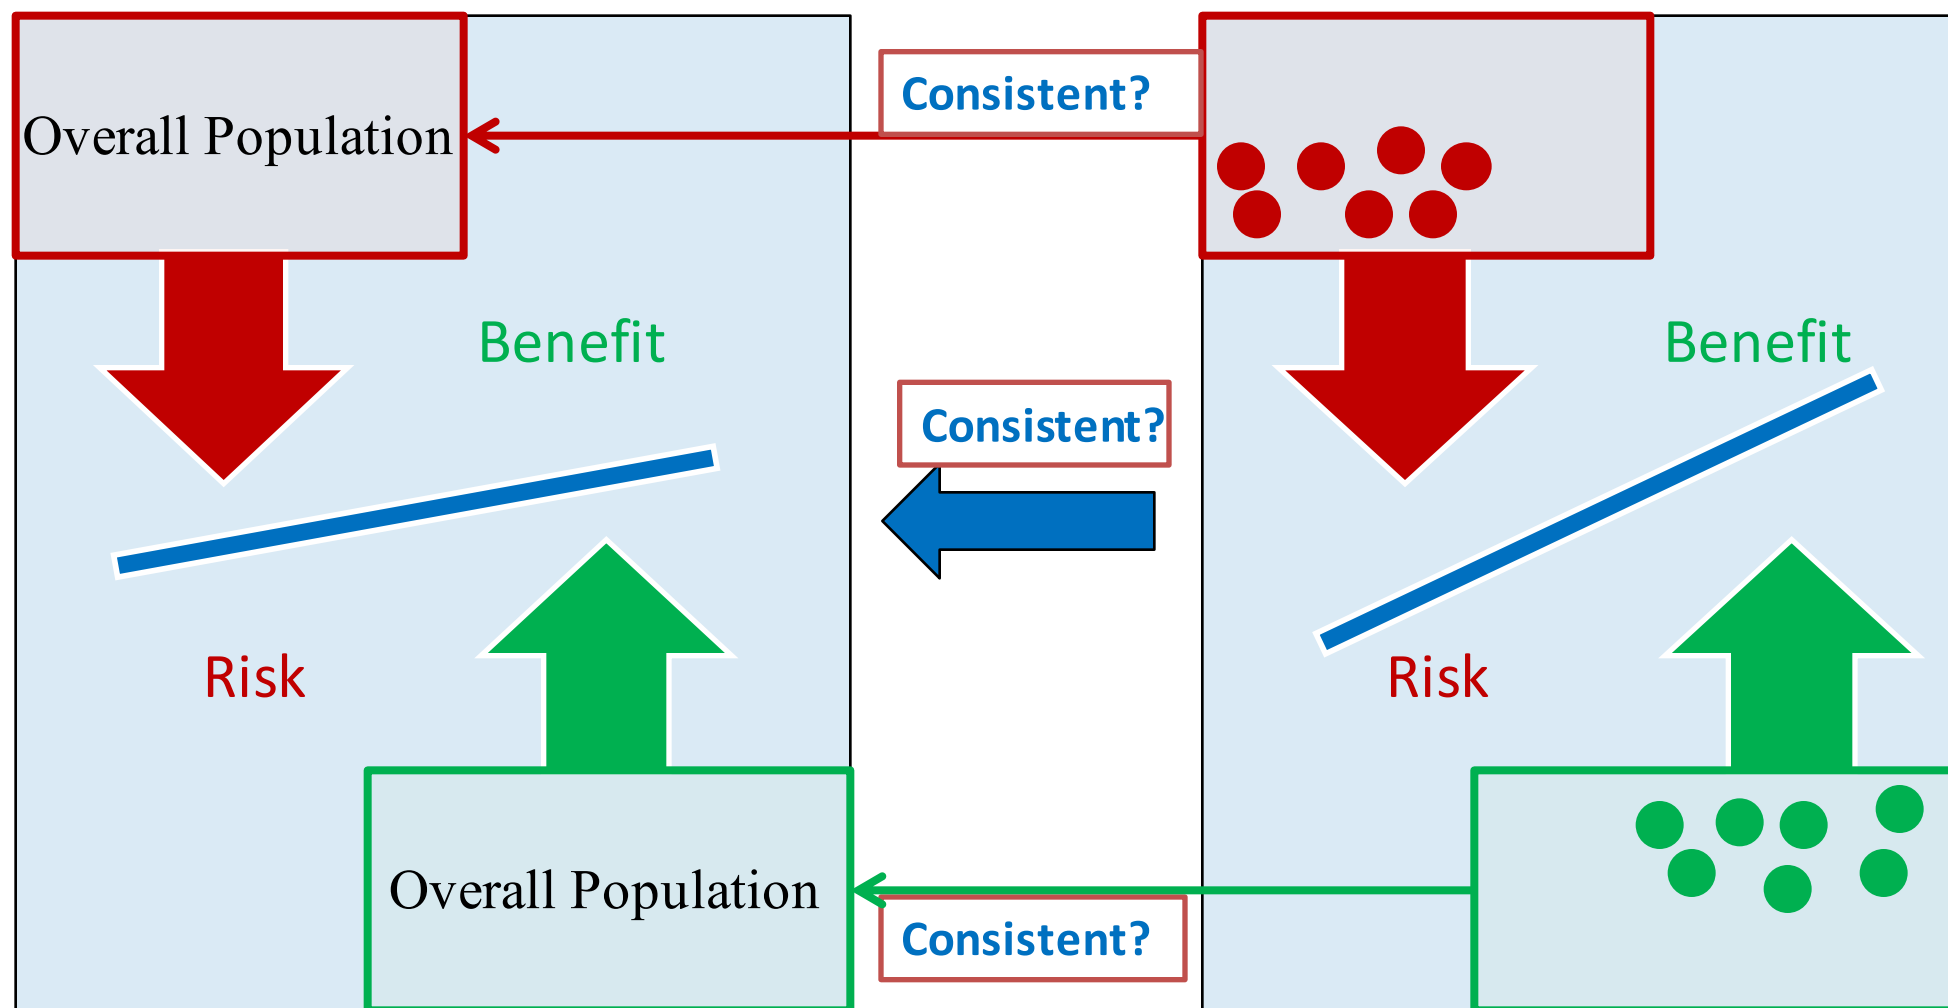 Consistent?
Overall Population
Benefit
Benefit
Consistent?
Risk
Risk
Overall Population
Consistent?